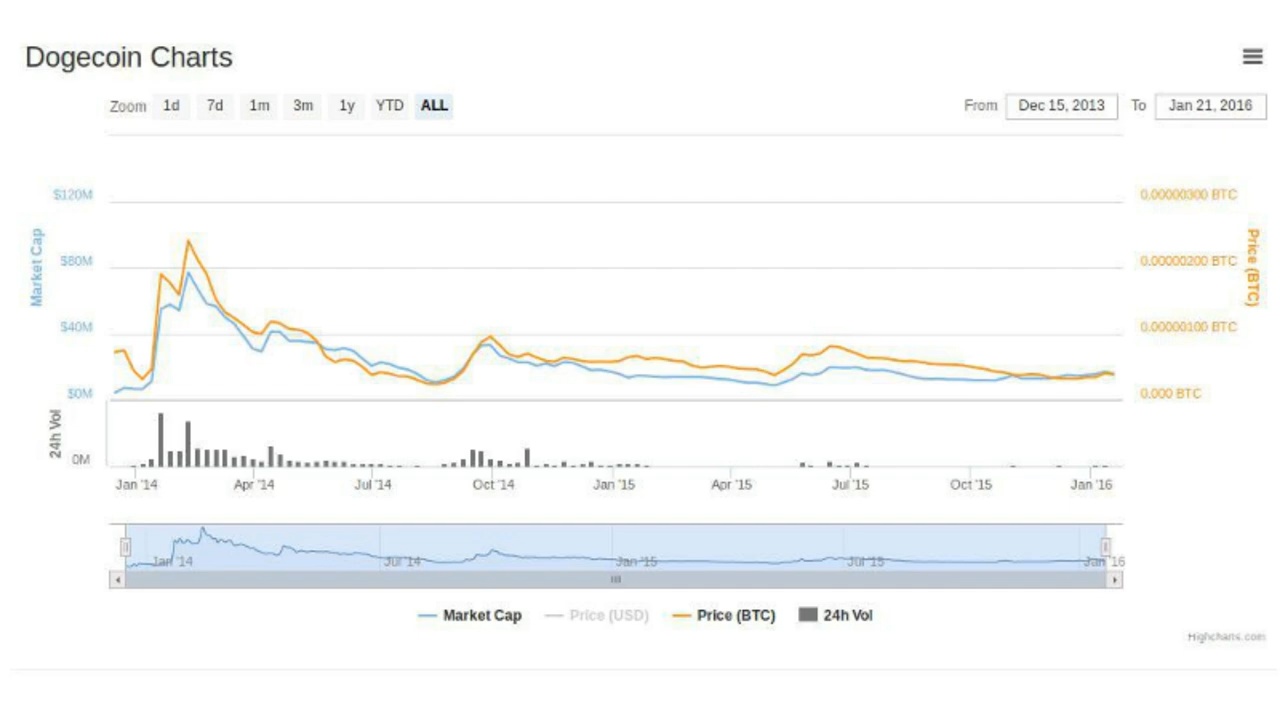 Dogecoin Charts
Zoom 1d 7d 1m 3m 1y YTD ALL
From Dec 15, 2013 To Jan 21, 2016
$120M
0.00000300 BTC
$80M
0.00000200 BTC
$40M
0.00000100 BTC
$0M
0.000 BTC
Market Cap
Price (BTC)
24h Vol
0M
Jan '14 Apr '14 Jul '14 Oct '14 Jan '15 Apr '15 Jul '15 Oct '15 Jan '16
Jan '14 Jul '14 Jan '15 Jul '15 Jan '16
Market Cap Price (USD) Price (BTC) 24h Vol
Highcharts.com